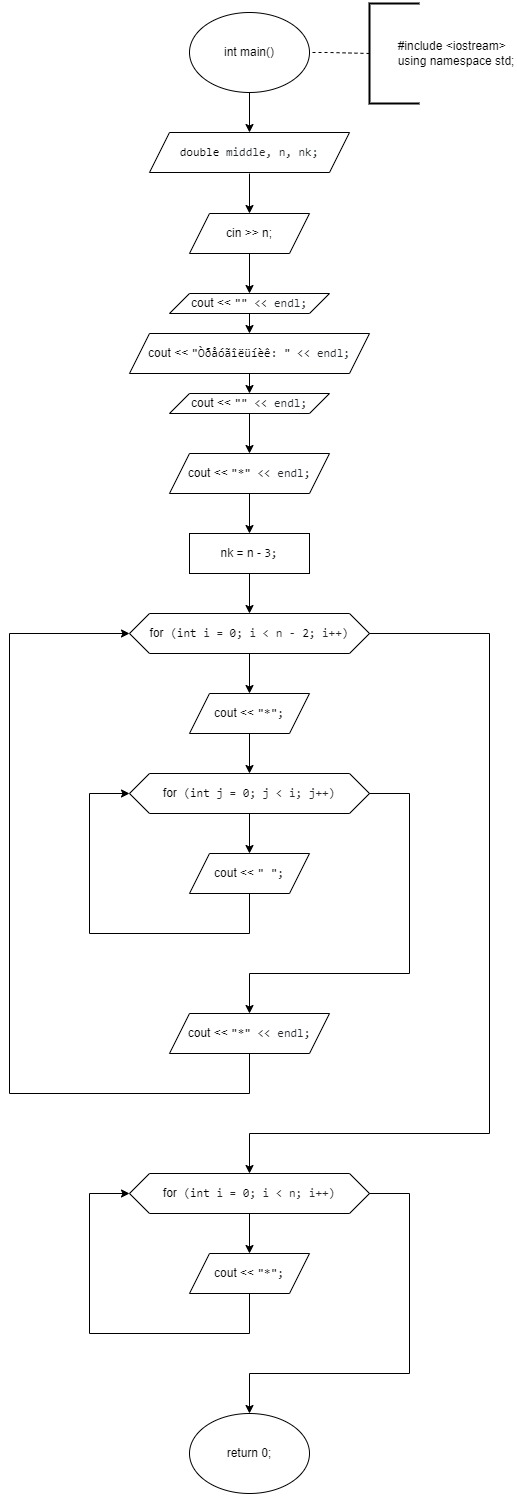 int main()
#include <iostream>
using namespace std;
double middle, n, nk;
cin >> n;
cout << "" << endl;
cout << "Òðåóãîëüíèê: " << endl;
cout << "" << endl;
cout << "*" << endl;
nk = n - 3;
for (int i = 0; i < n - 2; i++)
cout << "*";
for (int j = 0; j < i; j++)
cout << " ";
cout << "*" << endl;
for (int i = 0; i < n; i++)
cout << "*";
return 0;